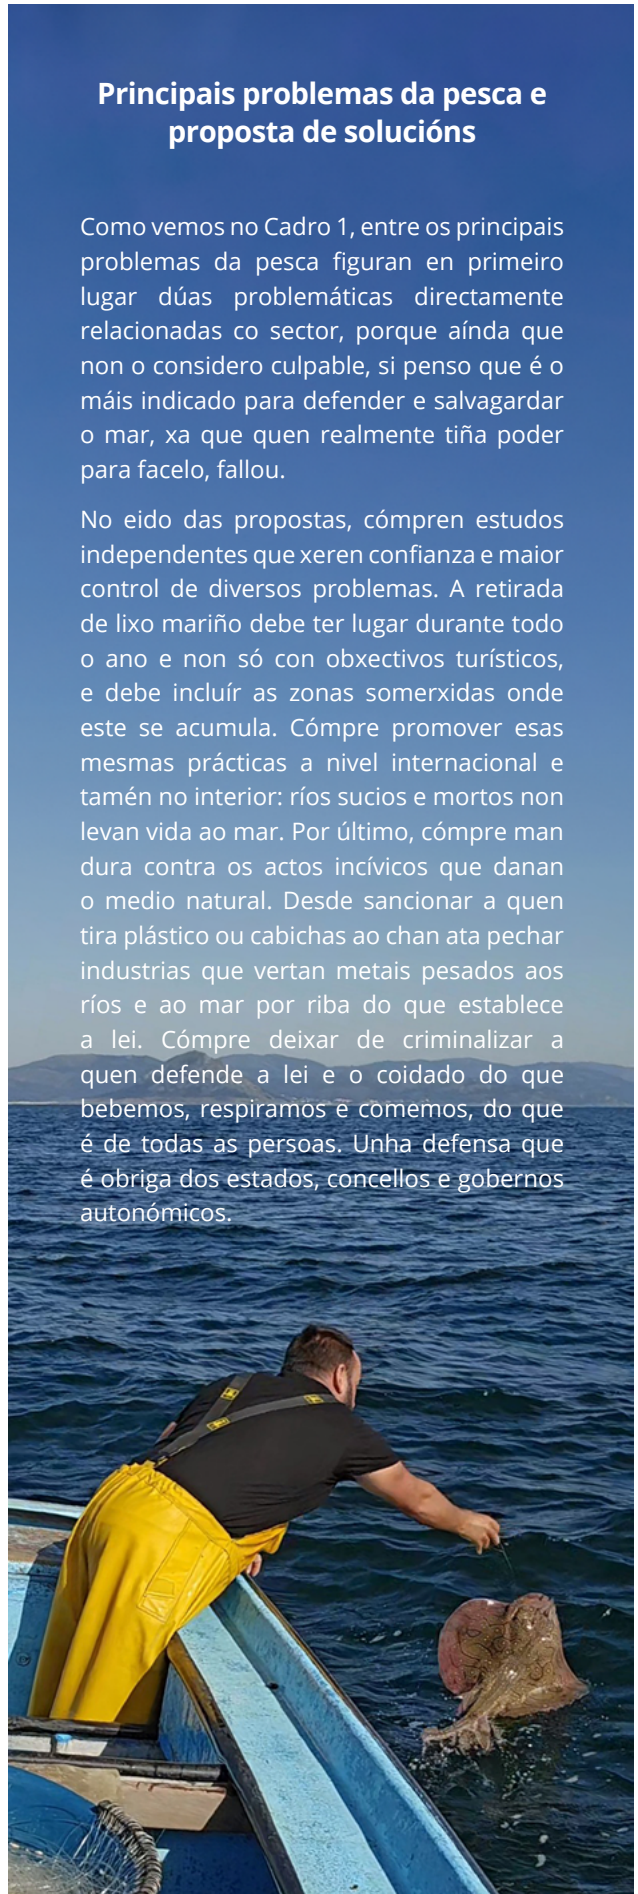 Principais problemas da pesca e
proposta de solucións
Como vemos no Cadro 1, entre os principais
problemas da pesca figuran en primeiro
lugar dúas problemáticas directamente
relacionadas co sector, porque aínda que
non o considero culpable, si penso que é o
máis indicado para defender e salvagardar
o mar, xa que quen realmente tiña poder
para facelo, fallou.
No eido das propostas, cómpren estudos
independentes que xeren confianza e maior
control de diversos problemas. A retirada
de lixo mariño debe ter lugar durante todo
o ano e non só con obxectivos turísticos,
e debe incluír as zonas somerxidas onde
este se acumula. Cómpre promover esas
mesmas prácticas a nivel internacional e
tamén no interior: ríos sucios e mortos non
levan vida ao mar. Por último, cómpre man
dura contra os actos incívicos que danan
o medio natural. Desde sancionar a quen
tira plástico ou cabichas ao chan ata pechar
industrias que vertan metais pesados aos
ríos e ao mar por riba do que establece
a lei. Cómpre deixar de criminalizar a
quen defende a lei e o coidado do que
bebemos, respiramos e comemos, do que
é de todas as persoas. Unha defensa que
é obriga dos estados, concellos e gobernos
autonómicos.